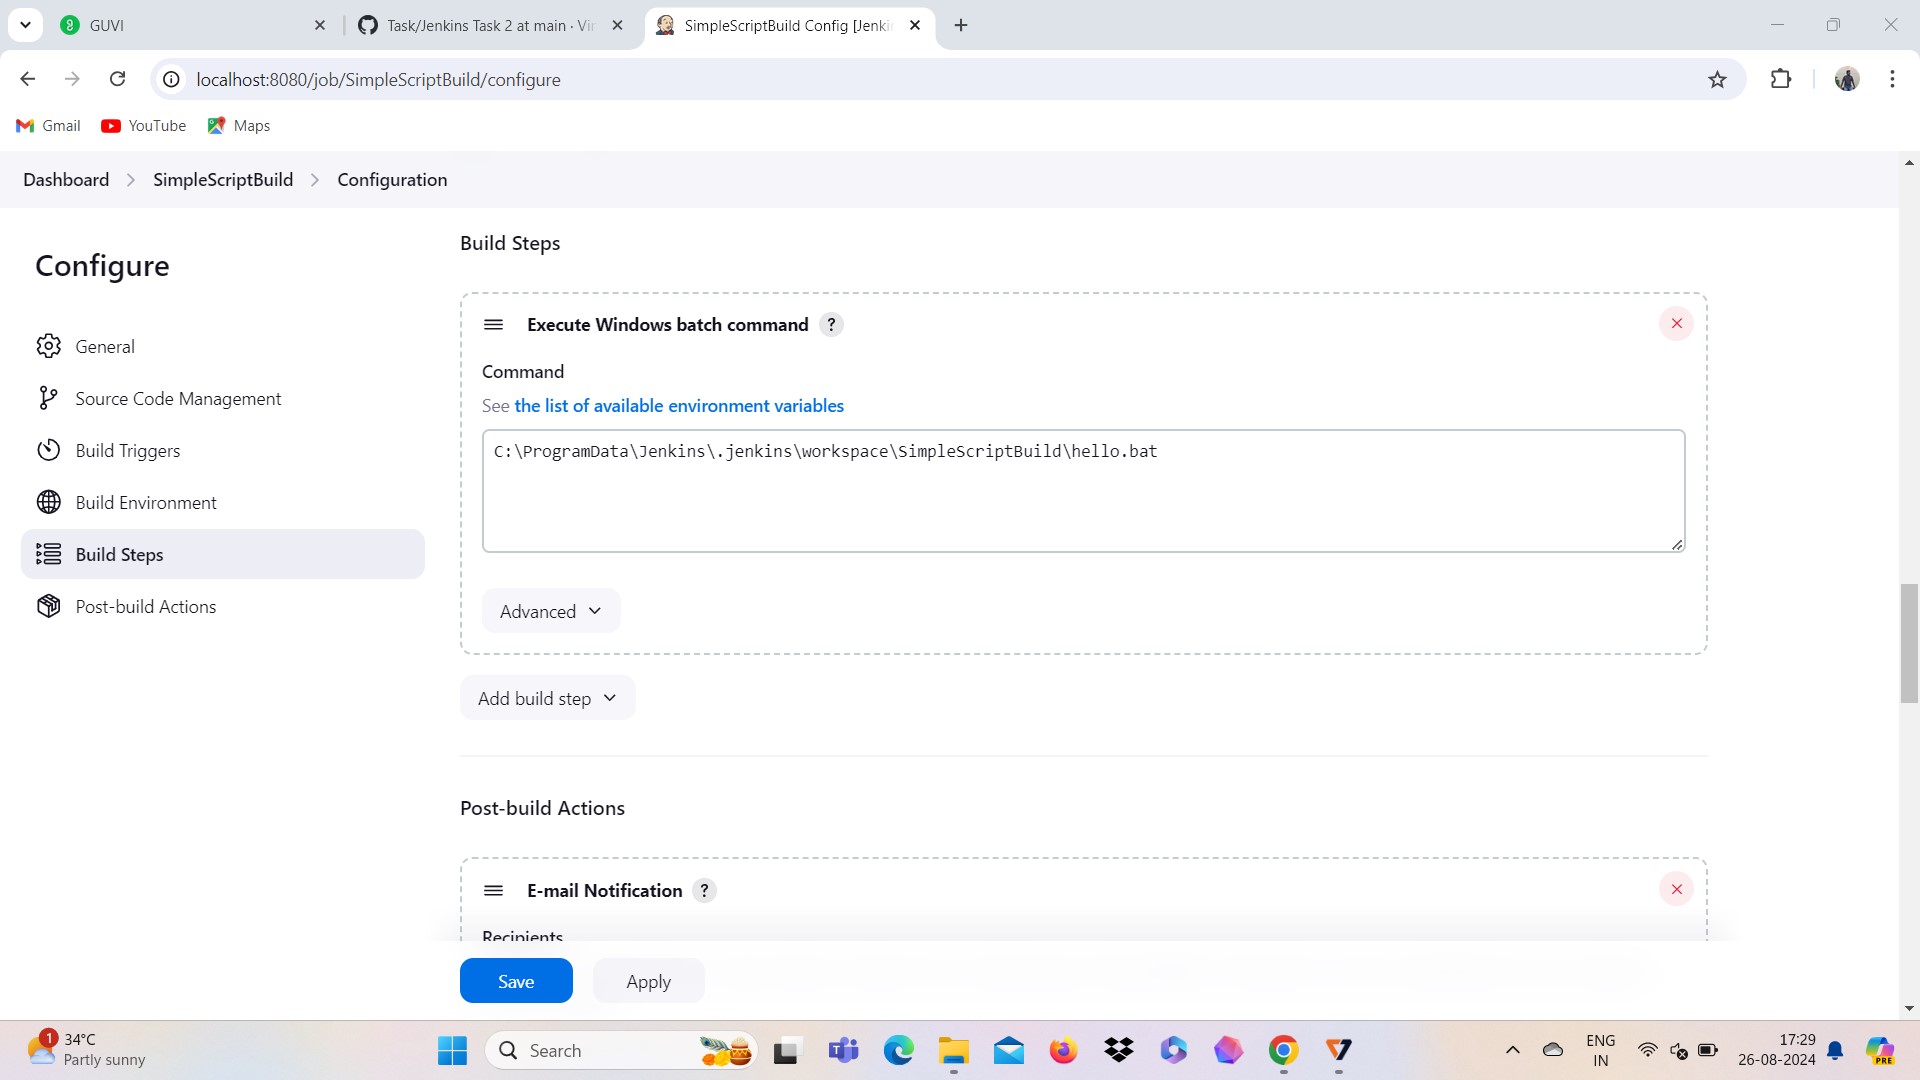 GUVI
Task/Jenkins Task 2 at main · Vin
SimpleScriptBuild Config [Jenki
localhost:8080/job/SimpleScriptBuild/configure
Gmail
YouTube
Maps
Dashboard
SimpleScriptBuild
Configuration
Configure
General
Source Code Management
Build Triggers
Build Environment
Build Steps
Post-build Actions
Build Steps
Execute Windows batch command ?
Command
See the list of available environment variables
C:\ProgramData\Jenkins\.jenkins\workspace\SimpleScriptBuild\hello.bat
Advanced
Add build step
Post-build Actions
E-mail Notification ?
Recipients
Save
Apply
1
34°C
Partly sunny
Search
ENG
IN
17:29
26-08-2024
PRE